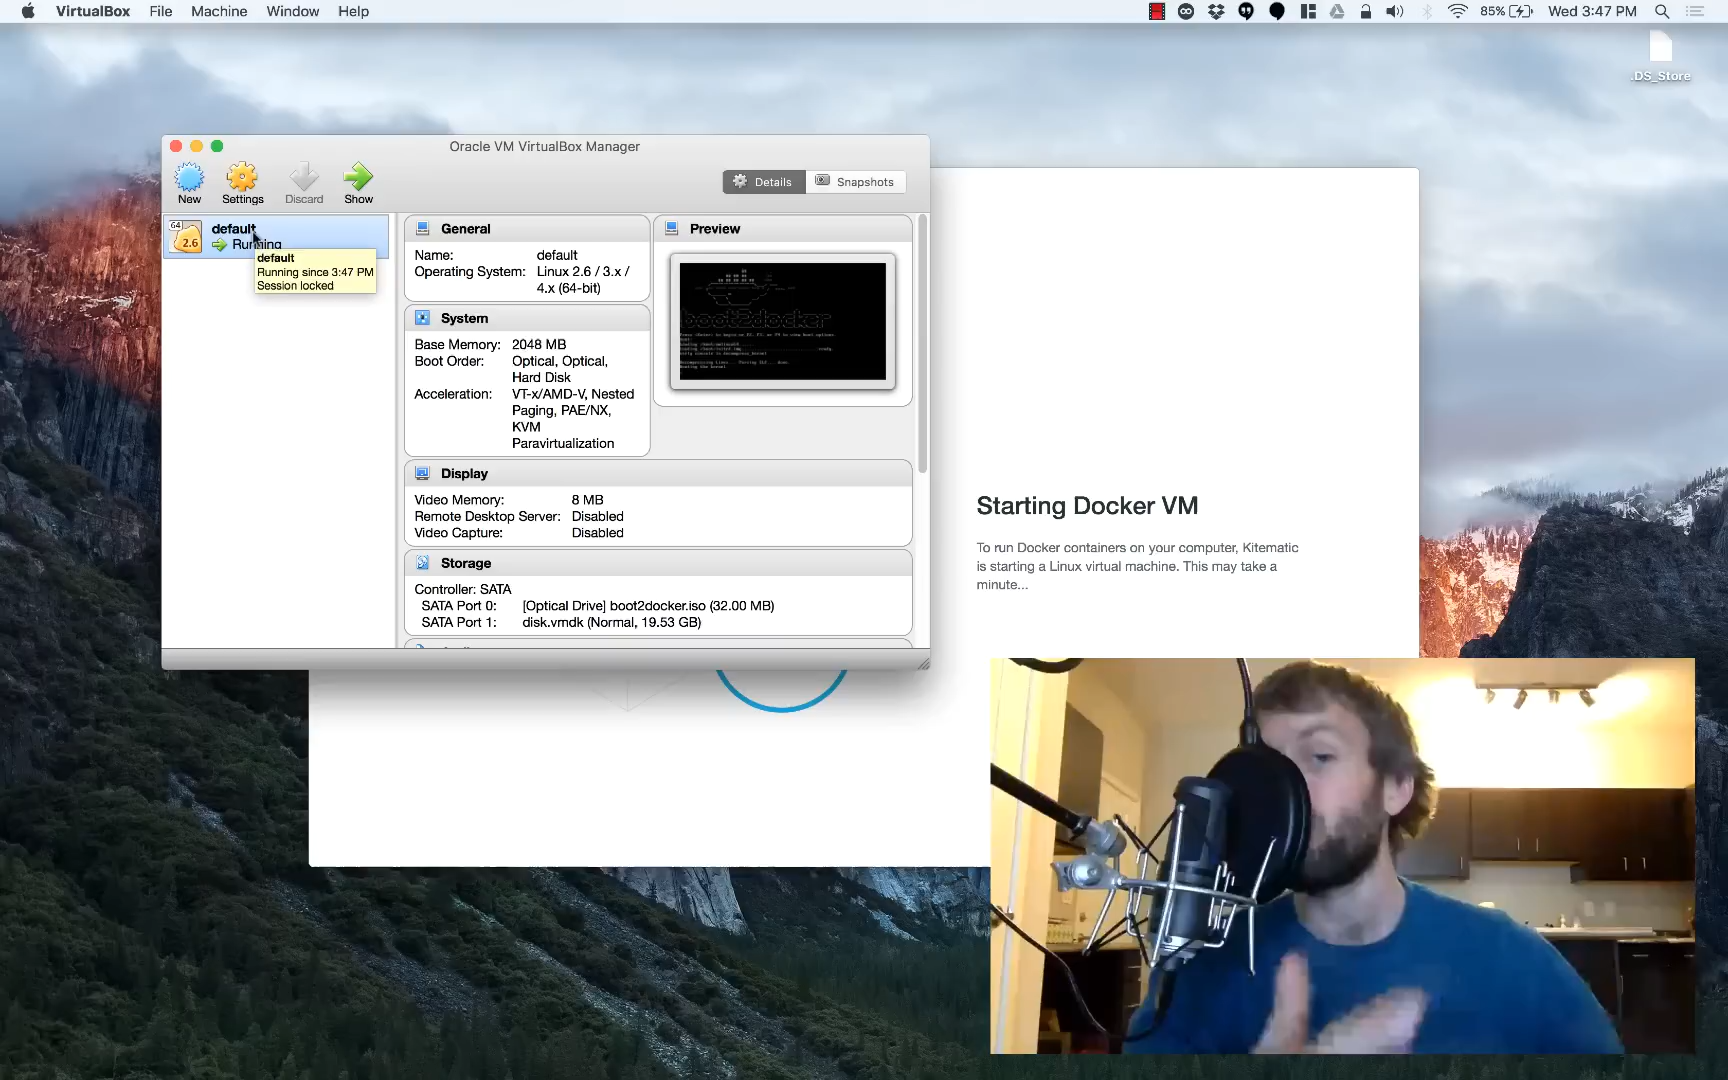 VirtualBox File Machine Window Help
85% Wed 3:47 PM
.DS_Store
Oracle VM VirtualBox Manager
New Settings Discard Show
Details Snapshots
64
2.6
default
Running
default
Running since 3:47 PM
Session locked
General
Name: default
Operating System: Linux 2.6 / 3.x /
4.x (64-bit)
System
Base Memory: 2048 MB
Boot Order: Optical, Optical,
Hard Disk
Acceleration: VT-x/AMD-V, Nested
Paging, PAE/NX,
KVM
Paravirtualization
Preview
boot2docker
Display
Video Memory: 8 MB
Remote Desktop Server: Disabled
Video Capture: Disabled
Storage
Controller: SATA
SATA Port 0: [Optical Drive] boot2docker.iso (32.00 MB)
SATA Port 1: disk.vmdk (Normal, 19.53 GB)
Starting Docker VM
To run Docker containers on your computer, Kitematic
is starting a Linux virtual machine. This may take a
minute...